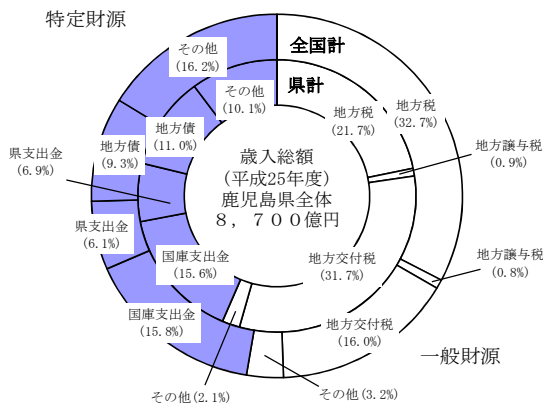 特定財源
全国計
県計
その他
(16.2%)
その他
(10.1%)
地方税
(21.7%)
地方税
(32.7%)
地方譲与税
(0.9%)
地方債
(11.0%)
地方債
(9.3%)
県支出金
(6.9%)
県支出金
(6.1%)
歳入総額
(平成25年度)
鹿児島県全体
8,700億円
国庫支出金
(15.6%)
地方交付税
(31.7%)
地方譲与税
(0.8%)
国庫支出金
(15.8%)
地方交付税
(16.0%)
一般財源
その他(2.1%)
その他(3.2%)